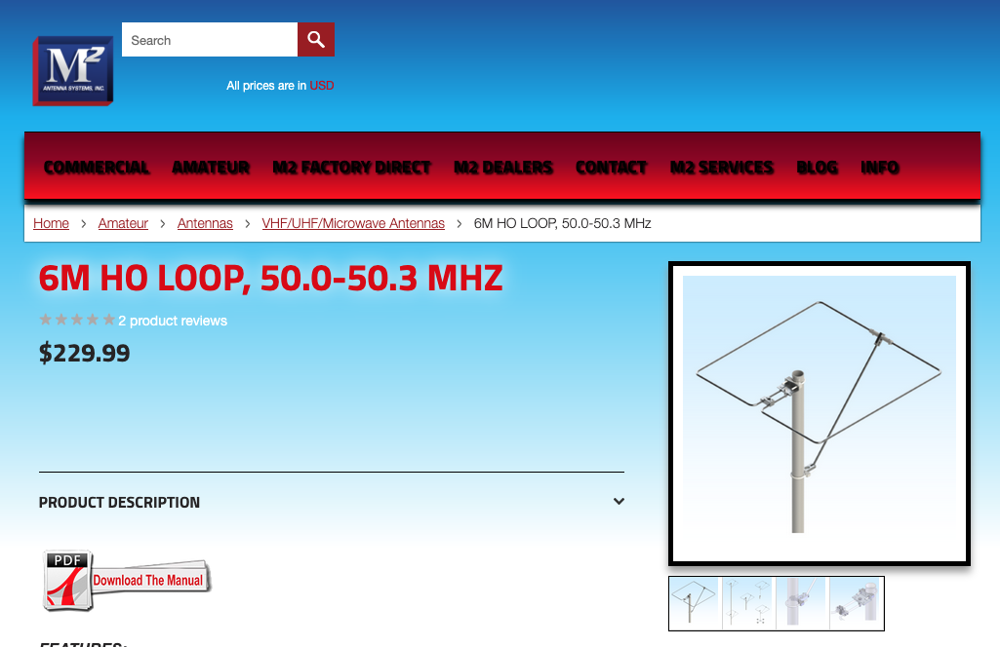 Search
M2
ANTENNA SYSTEMS, INC.
All prices are in USD
COMMERCIAL AMATEUR M2 FACTORY DIRECT M2 DEALERS CONTACT M2 SERVICES BLOG INFO
Home > Amateur > Antennas > VHF/UHF/Microwave Antennas > 6M HO LOOP, 50.0-50.3 MHz
6M HO LOOP, 50.0-50.3 MHZ
★★★★★ 2 product reviews
$229.99
PRODUCT DESCRIPTION
PDF
Download The Manual
FEATURES: